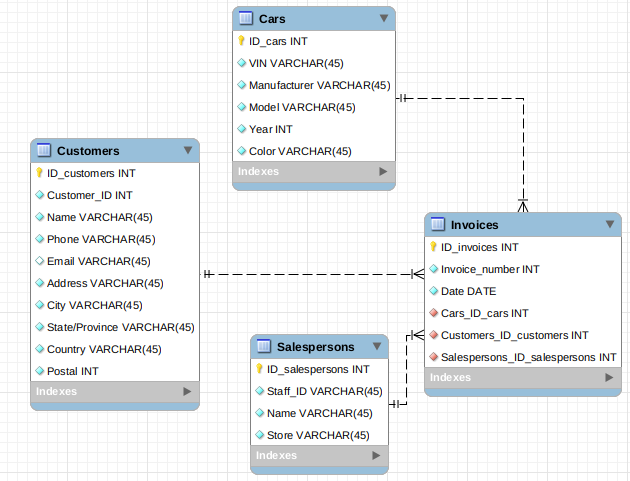 Cars
ID_cars INT
VIN VARCHAR(45)
Manufacturer VARCHAR(45)
Model VARCHAR(45)
Year INT
Color VARCHAR(45)
Indexes
Customers
ID_customers INT
Customer_ID INT
Name VARCHAR(45)
Phone VARCHAR(45)
Email VARCHAR(45)
Address VARCHAR(45)
City VARCHAR(45)
State/Province VARCHAR(45)
Country VARCHAR(45)
Postal INT
Indexes
Invoices
ID_invoices INT
Invoice_number INT
Date DATE
Cars_ID_cars INT
Customers_ID_customers INT
Salespersons_ID_salespersons INT
Indexes
Salespersons
ID_salespersons INT
Staff_ID VARCHAR(45)
Name VARCHAR(45)
Store VARCHAR(45)
Indexes